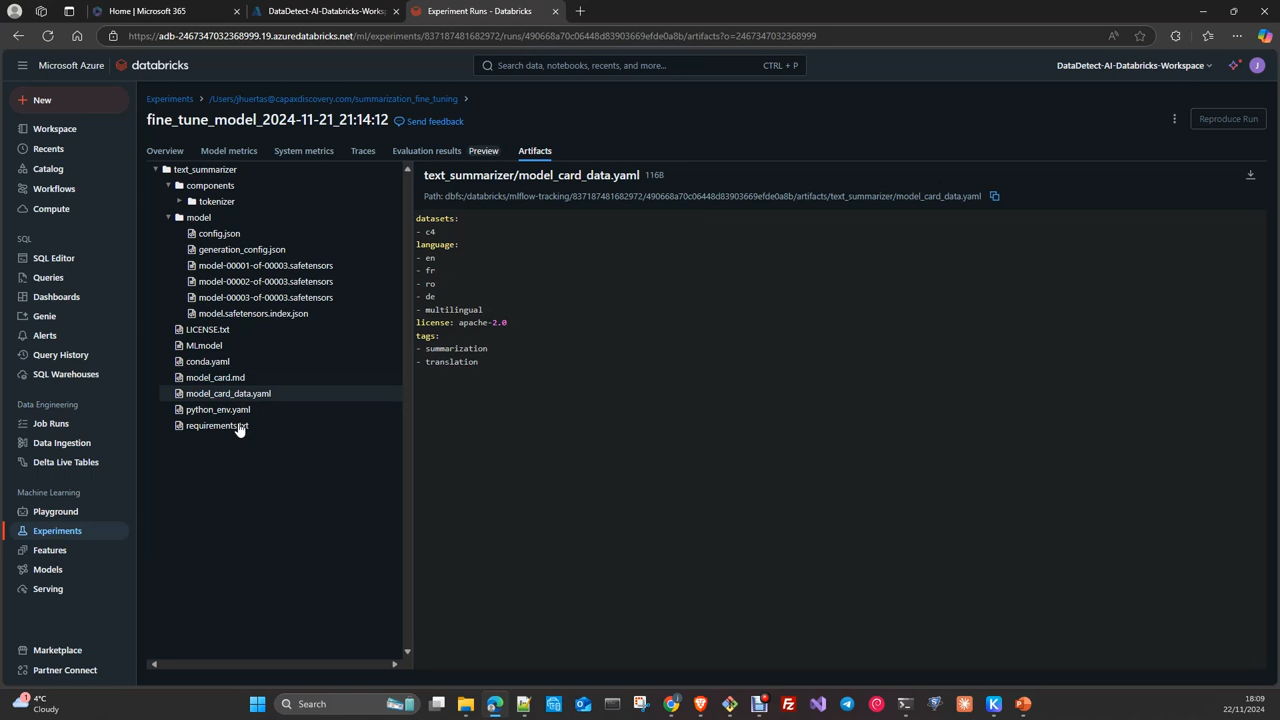 Home | Microsoft 365
DataDetect-AI-Databricks-Works
Experiment Runs - Databricks
https://adb-2467347032368999.19.azuredatabricks.net/ml/experiments/837187481682972/runs/490668a70c06448d83903669efde0a8b/artifacts?o=2467347032368999
Microsoft Azure
databricks
Search data, notebooks, recents, and more...
CTRL + P
DataDetect-AI-Databricks-Workspace
J
New
Workspace
Recents
Catalog
Workflows
Compute
SQL
SQL Editor
Queries
Dashboards
Genie
Alerts
Query History
SQL Warehouses
Data Engineering
Job Runs
Data Ingestion
Delta Live Tables
Machine Learning
Playground
Experiments
Features
Models
Serving
Marketplace
Partner Connect
Experiments > /Users/jhuertas@capaxdiscovery.com/summarization_fine_tuning >
fine_tune_model_2024-11-21_21:14:12
Send feedback
Reproduce Run
Overview
Model metrics
System metrics
Traces
Evaluation results
Preview
Artifacts
text_summarizer
components
tokenizer
model
config.json
generation_config.json
model-00001-of-00003.safetensors
model-00002-of-00003.safetensors
model-00003-of-00003.safetensors
model.safetensors.index.json
LICENSE.txt
MLmodel
conda.yaml
model_card.md
model_card_data.yaml
python_env.yaml
requirements.txt
text_summarizer/model_card_data.yaml 116B
Path: dbfs:/databricks/mlflow-tracking/837187481682972/490668a70c06448d83903669efde0a8b/artifacts/text_summarizer/model_card_data.yaml
datasets:
- c4
language:
- en
- fr
- ro
- de
- multilingual
license: apache-2.0
tags:
- summarization
- translation
1
4°C
Cloudy
Search
18:09
22/11/2024